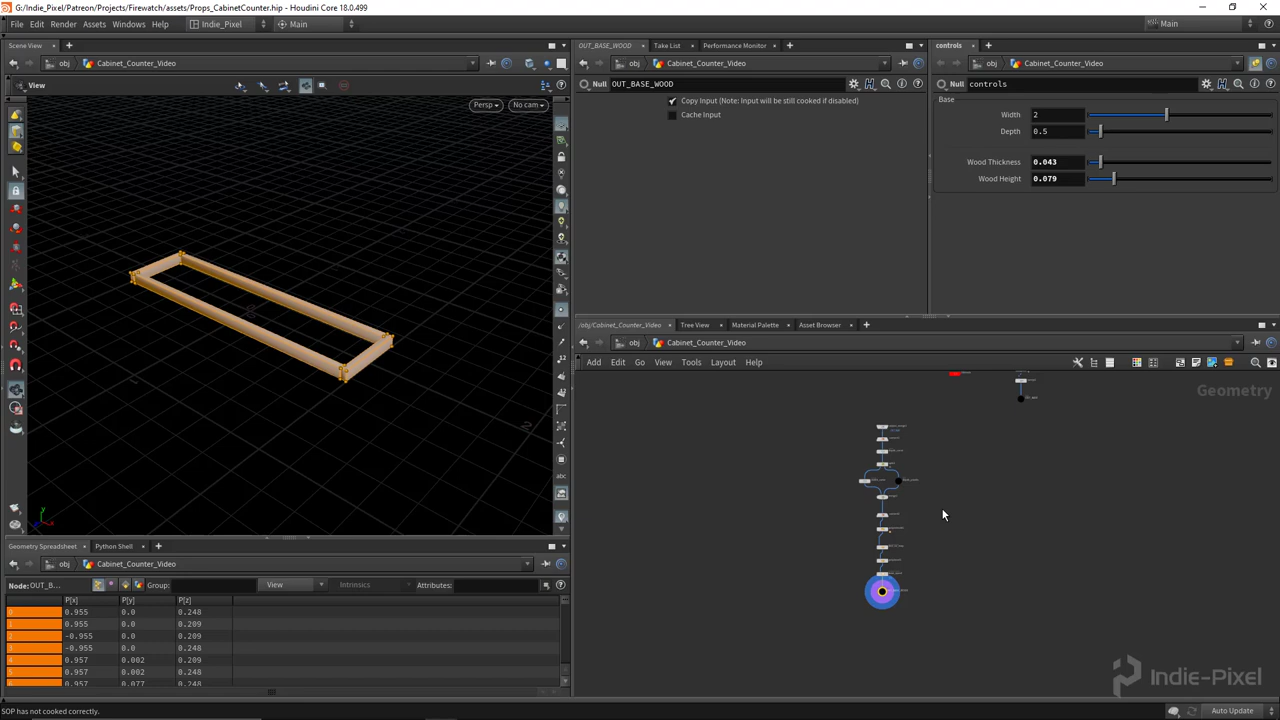 G:/Indie_Pixel/Patreon/Projects/Firewatch/assets/Props_CabinetCounter.hip - Houdini Core 18.0.499
File Edit Render Assets Windows Help Indie_Pixel Main Main
Scene View
obj Cabinet_Counter_Video
View
Persp No cam
OUT_BASE_WOOD Take List Performance Monitor
obj Cabinet_Counter_Video
Null OUT_BASE_WOOD
Copy Input (Note: Input will be still cooked if disabled)
Cache Input
controls
obj Cabinet_Counter_Video
Null controls
Base
Width 2
Depth 0.5
Wood Thickness 0.043
Wood Height 0.079
/obj/Cabinet_Counter_Video Tree View Material Palette Asset Browser
obj Cabinet_Counter_Video
Add Edit Go View Tools Layout Help
Geometry
abc
Geometry Spreadsheet Python Shell
obj Cabinet_Counter_Video
Node: OUT_B... Group: View Intrinsics Attributes:
P[x] P[y] P[z]
0 0.955 0.0 0.248
1 0.955 0.0 0.209
2 -0.955 0.0 0.209
3 -0.955 0.0 0.248
4 0.957 0.002 0.209
5 0.957 0.002 0.248
0.957 0.077 0.248
Indie-Pixel
SOP has not cooked correctly.
Auto Update